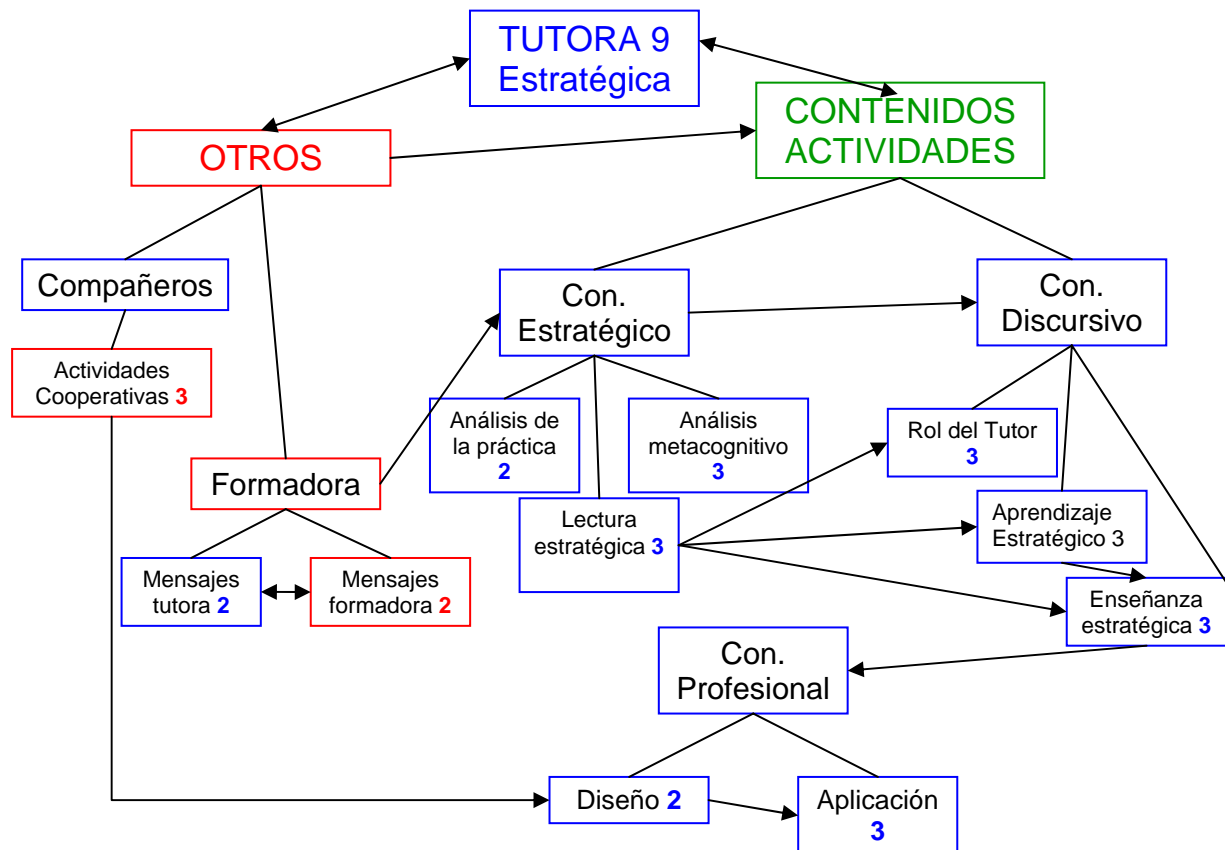 TUTORA 9
Estratégica
CONTENIDOS
ACTIVIDADES
OTROS
Compañeros
Con.
Estratégico
Con.
Discursivo
Actividades
Cooperativas 3
Análisis de
la práctica
2
Análisis
metacognitivo
3
Rol del Tutor
3
Formadora
Lectura
estratégica 3
Aprendizaje
Estratégico 3
Mensajes
tutora 2
Mensajes
formadora 2
Enseñanza
estratégica 3
Con.
Profesional
Diseño 2
Aplicación
3